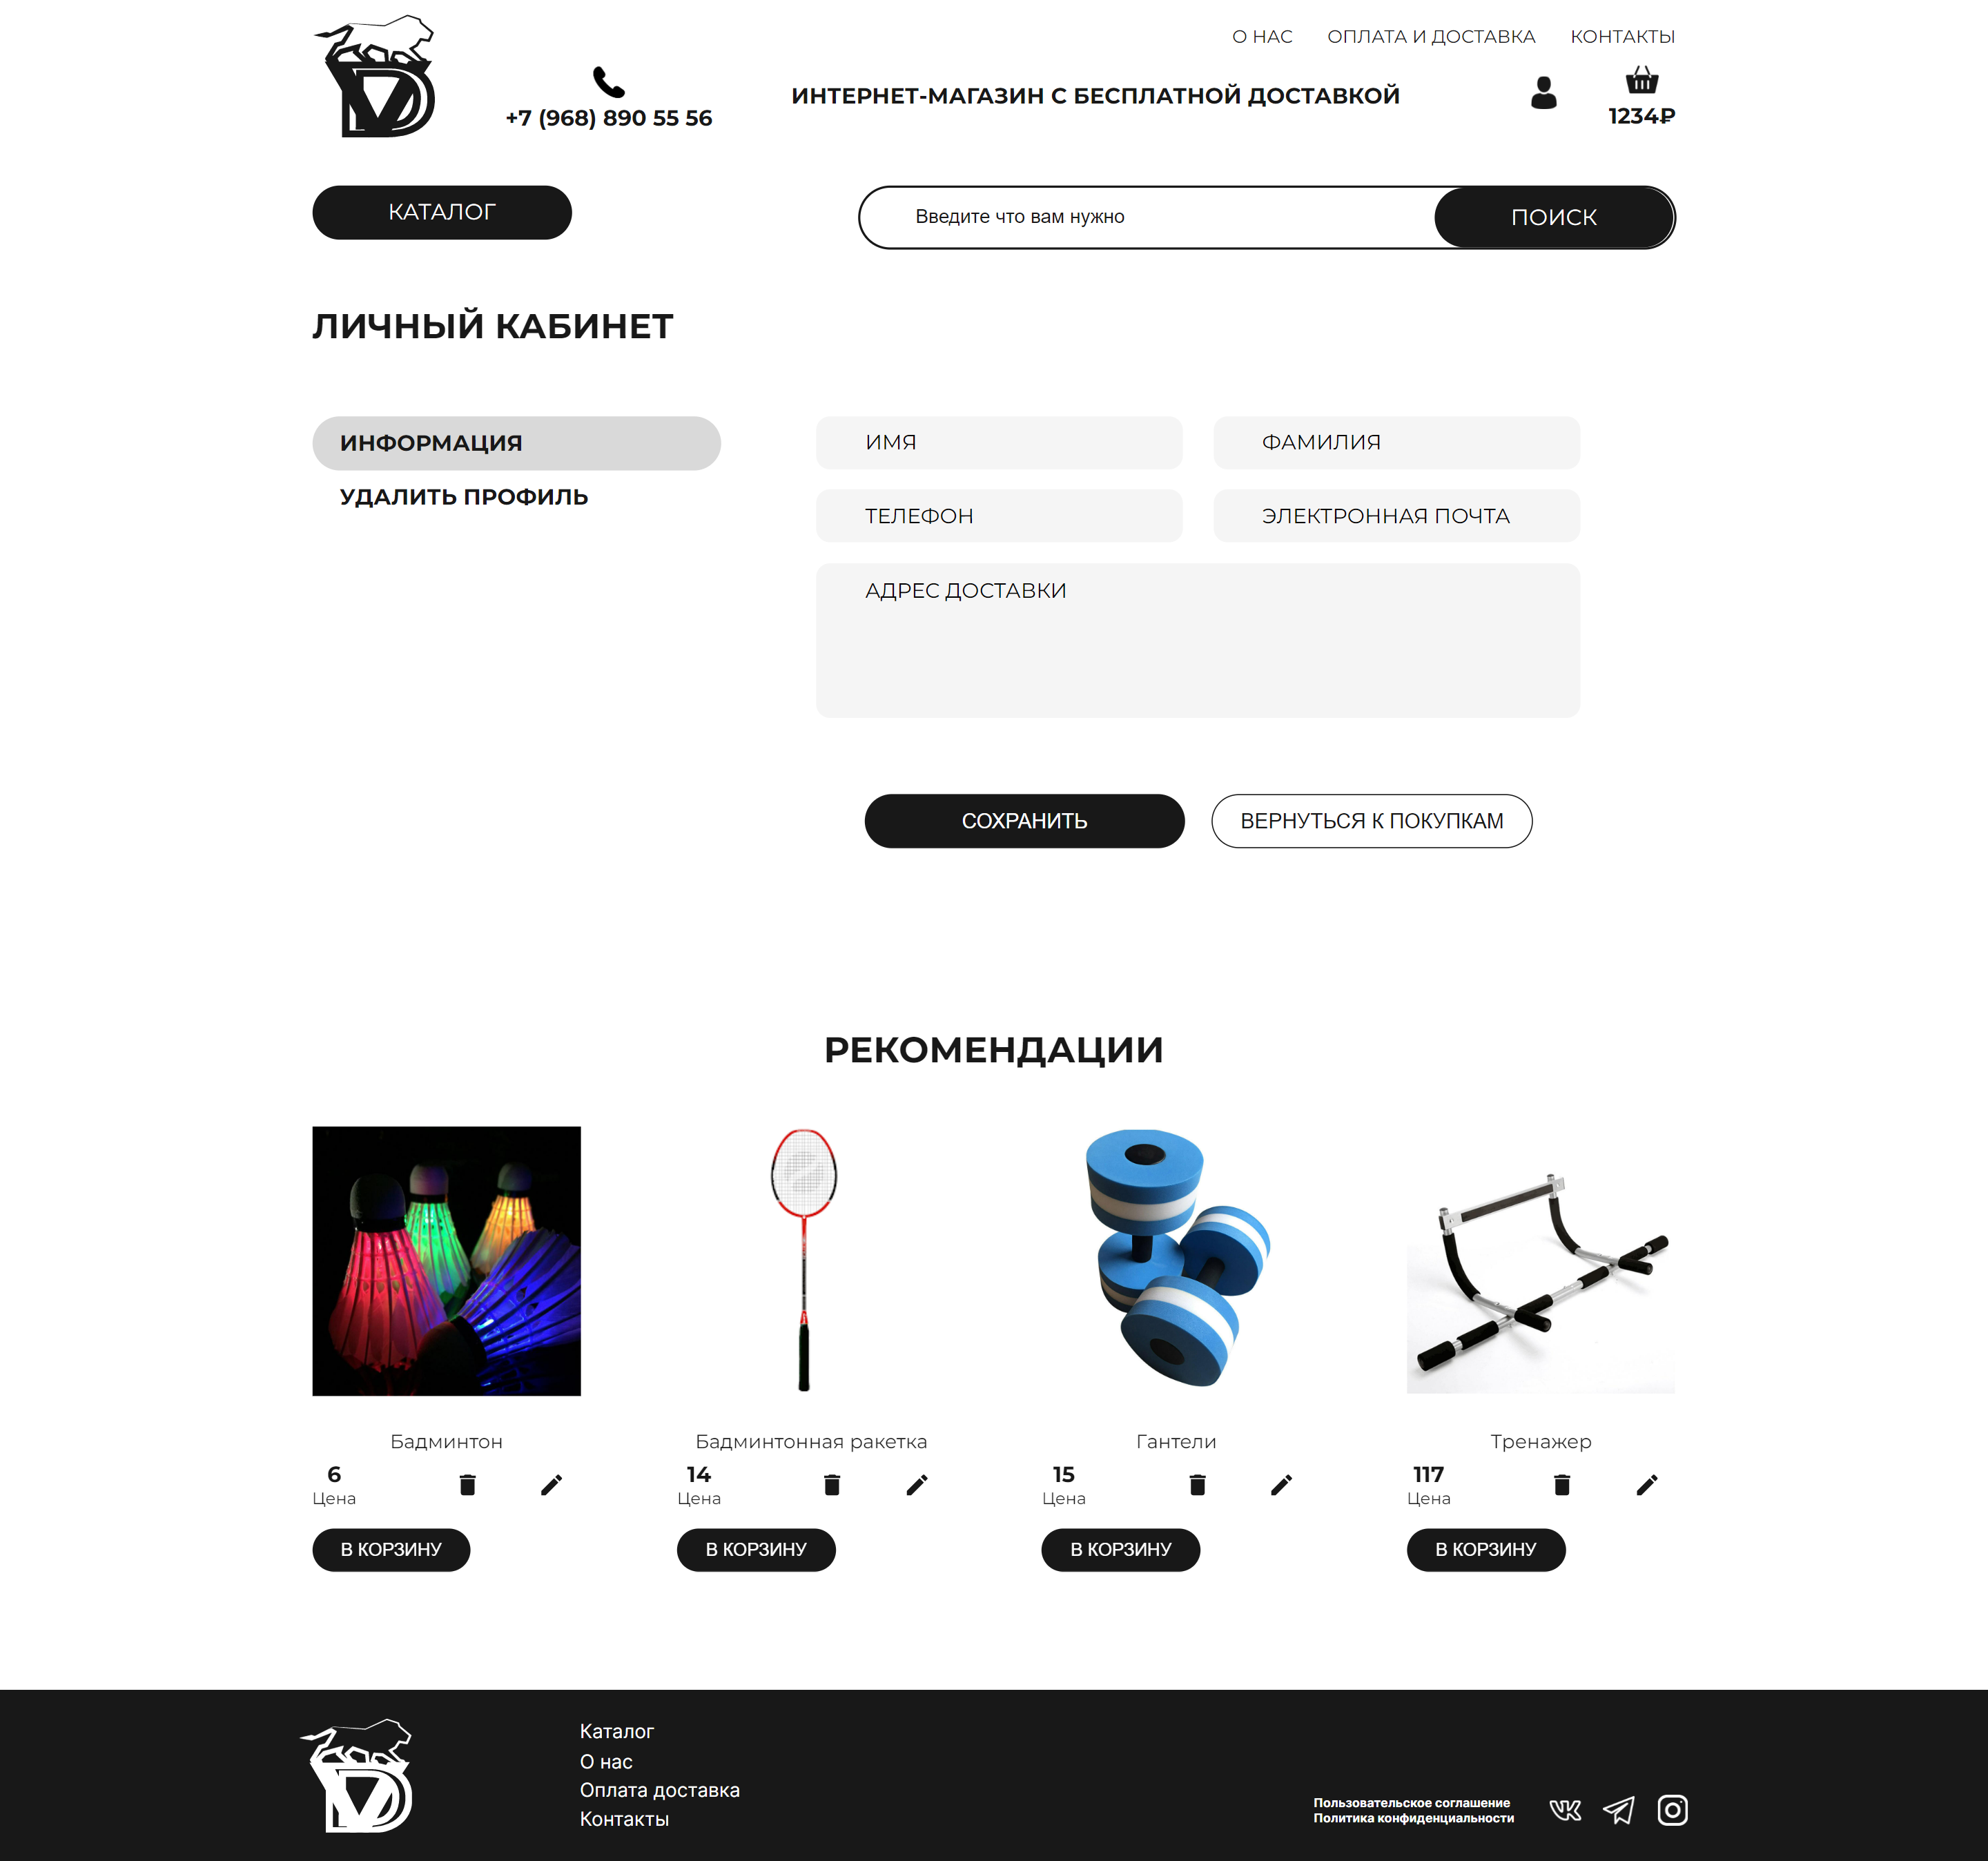 О НАС ОПЛАТА И ДОСТАВКА КОНТАКТЫ
+7 (968) 890 55 56
ИНТЕРНЕТ-МАГАЗИН С БЕСПЛАТНОЙ ДОСТАВКОЙ
1234₽
КАТАЛОГ
Введите что вам нужно
ПОИСК
ЛИЧНЫЙ КАБИНЕТ
ИНФОРМАЦИЯ
УДАЛИТЬ ПРОФИЛЬ
ИМЯ
ФАМИЛИЯ
ТЕЛЕФОН
ЭЛЕКТРОННАЯ ПОЧТА
АДРЕС ДОСТАВКИ
СОХРАНИТЬ
ВЕРНУТЬСЯ К ПОКУПКАМ
РЕКОМЕНДАЦИИ
Бадминтон
6
Цена
В КОРЗИНУ
Бадминтонная ракетка
14
Цена
В КОРЗИНУ
Гантели
15
Цена
В КОРЗИНУ
Тренажер
117
Цена
В КОРЗИНУ
Каталог
О нас
Оплата доставка
Контакты
Пользовательское соглашение
Политика конфиденциальности